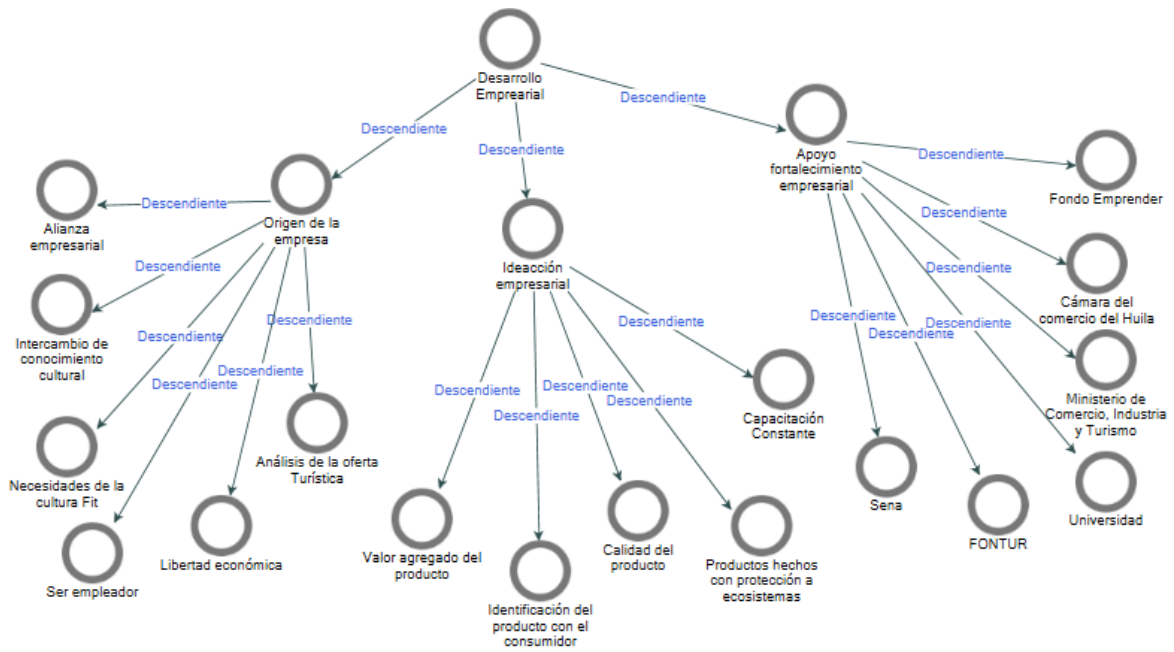 Desarrollo
Emprearial
Descendiente
Descendiente
Descendiente
Origen de la
empresa
Ideacción
empresarial
Apoyo
fortalecimiento
empresarial
Descendiente
Alianza
empresarial
Descendiente
Intercambio de
conocimiento
cultural
Descendiente
Necesidades de la
cultura Fit
Descendiente
Ser empleador
Descendiente
Libertad económica
Descendiente
Análisis de la oferta
Turística
Descendiente
Valor agregado del
producto
Descendiente
Identificación del
producto con el
consumidor
Descendiente
Calidad del
producto
Descendiente
Productos hechos
con protección a
ecosistemas
Descendiente
Capacitación
Constante
Descendiente
Sena
Descendiente
FONTUR
Descendiente
Universidad
Descendiente
Ministerio de
Comercio, Industria
y Turismo
Descendiente
Cámara del
comercio del Huila
Descendiente
Fondo Emprender